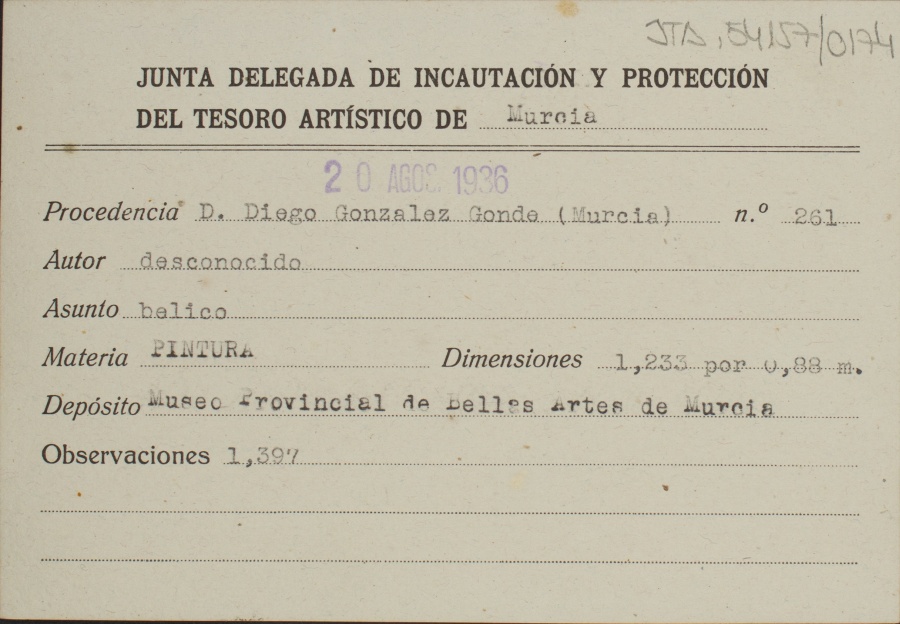 JTA, 54157/0174
JUNTA DELEGADA DE INCAUTACIÓN Y PROTECCIÓN
DEL TESORO ARTÍSTICO DE Murcia
20 AGOS. 1936
Procedencia D. Diego Gonzalez Conde (Murcia) n.º 261
Autor desconocido
Asunto belico
Materia PINTURA Dimensiones 1,233 por 0,88 m.
Depósito Museo Provincial de Bellas Artes de Murcia
Observaciones 1,397